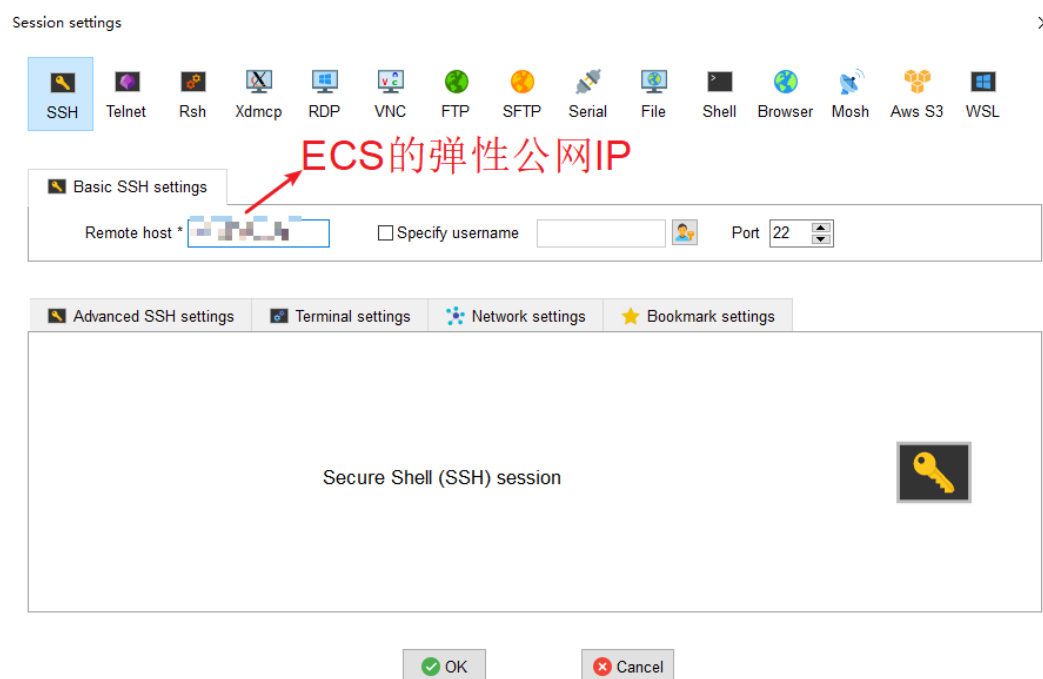 Session settings
SSH Telnet Rsh Xdmcp RDP VNC FTP SFTP Serial File Shell Browser Mosh Aws S3 WSL
ECS的弹性公网IP
Basic SSH settings
Remote host * Specify username Port 22
Advanced SSH settings Terminal settings Network settings Bookmark settings
Secure Shell (SSH) session
OK Cancel